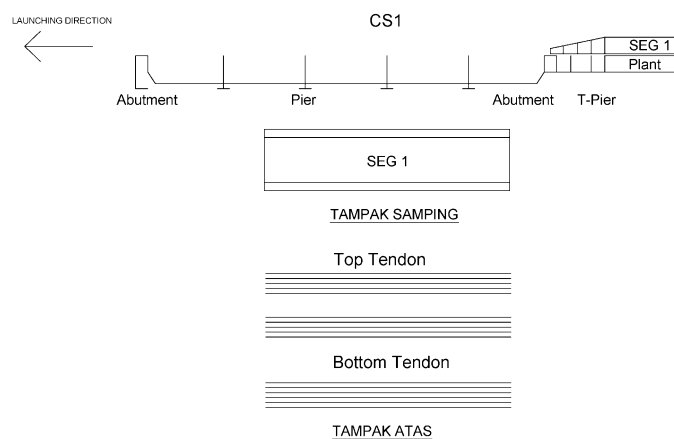 CS1
LAUNCHING DIRECTION
SEG 1
Plant
Abutment
Pier
Abutment
T-Pier
SEG 1
TAMPAK SAMPING
Top Tendon
Bottom Tendon
TAMPAK ATAS